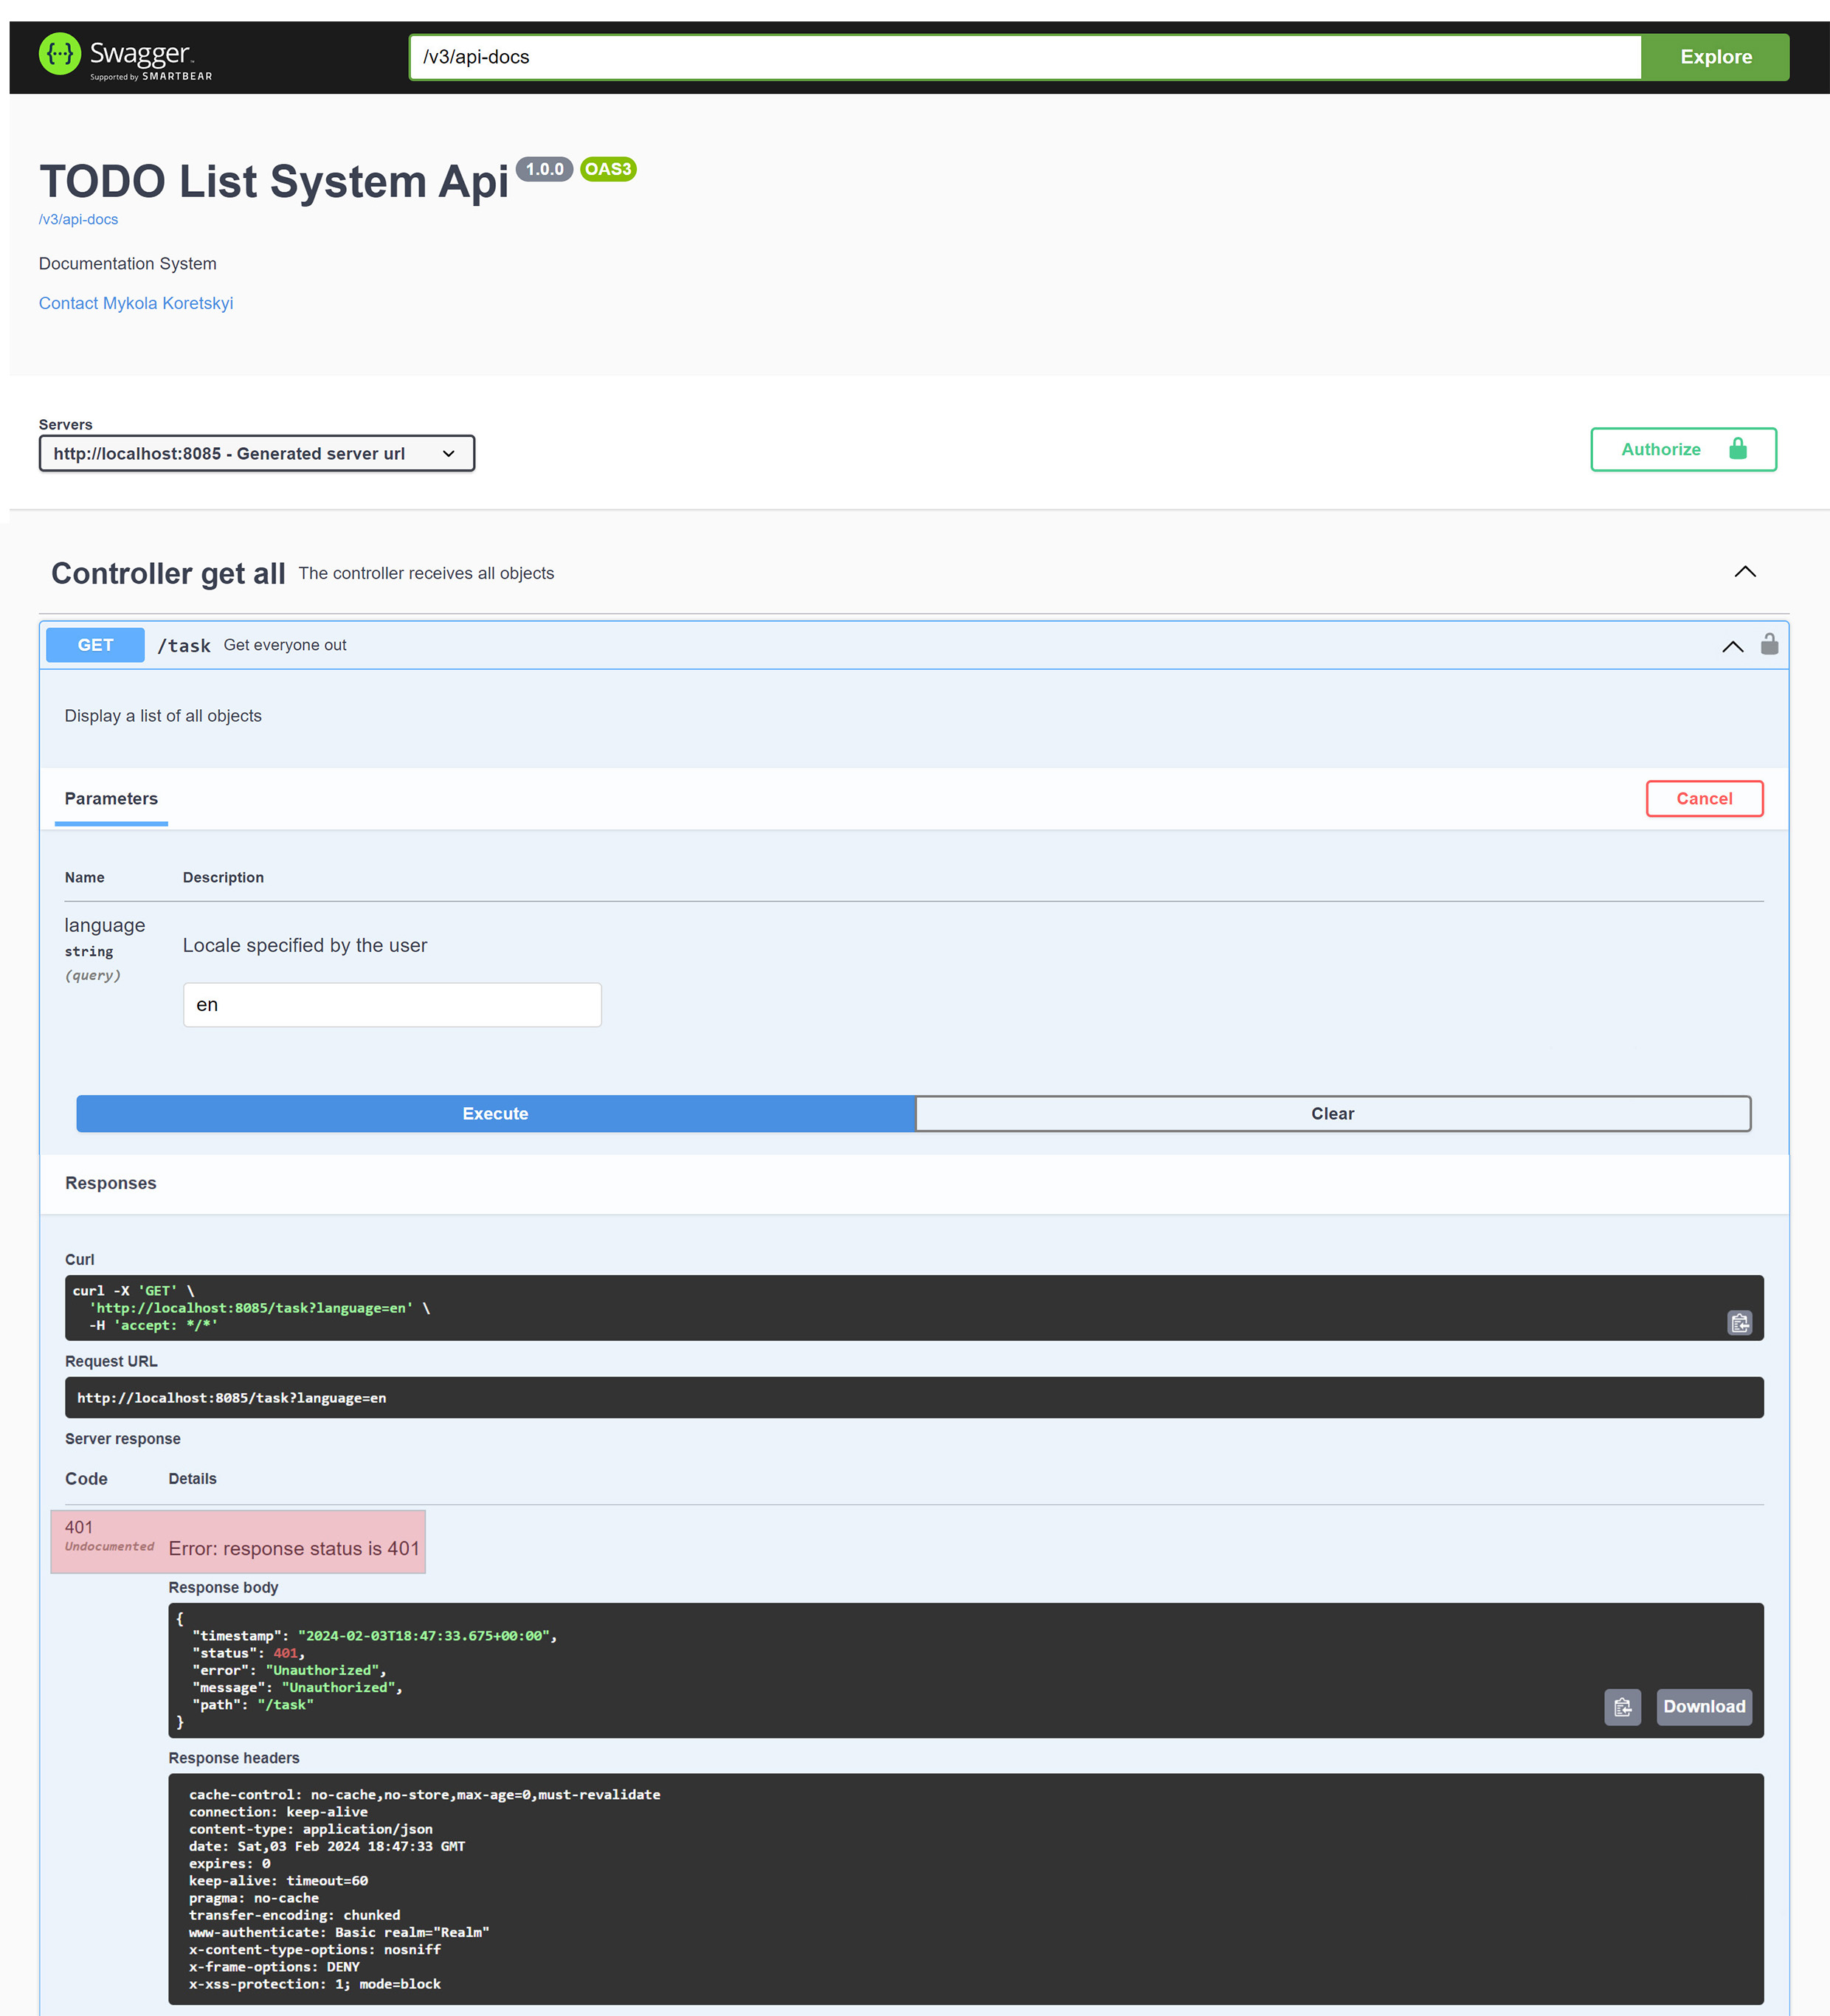 Swagger.
Supported by SMARTBEAR
/v3/api-docs
Explore
TODO List System Api 1.0.0 OAS3
/v3/api-docs
Documentation System
Contact Mykola Koretskyi
Servers
http://localhost:8085 - Generated server url
Authorize
Controller get all The controller receives all objects
GET /task Get everyone out
Display a list of all objects
Parameters
Cancel
Name Description
language
string
(query)
Locale specified by the user
en
Execute
Clear
Responses
Curl
curl -X 'GET' \
'http://localhost:8085/task?language=en' \
-H 'accept: */*'
Request URL
http://localhost:8085/task?language=en
Server response
Code Details
401
Undocumented
Error: response status is 401
Response body
{
"timestamp": "2024-02-03T18:47:33.675+00:00",
"status": 401,
"error": "Unauthorized",
"message": "Unauthorized",
"path": "/task"
}
Download
Response headers
cache-control: no-cache,no-store,max-age=0,must-revalidate
connection: keep-alive
content-type: application/json
date: Sat,03 Feb 2024 18:47:33 GMT
expires: 0
keep-alive: timeout=60
pragma: no-cache
transfer-encoding: chunked
www-authenticate: Basic realm="Realm"
x-content-type-options: nosniff
x-frame-options: DENY
x-xss-protection: 1; mode=block